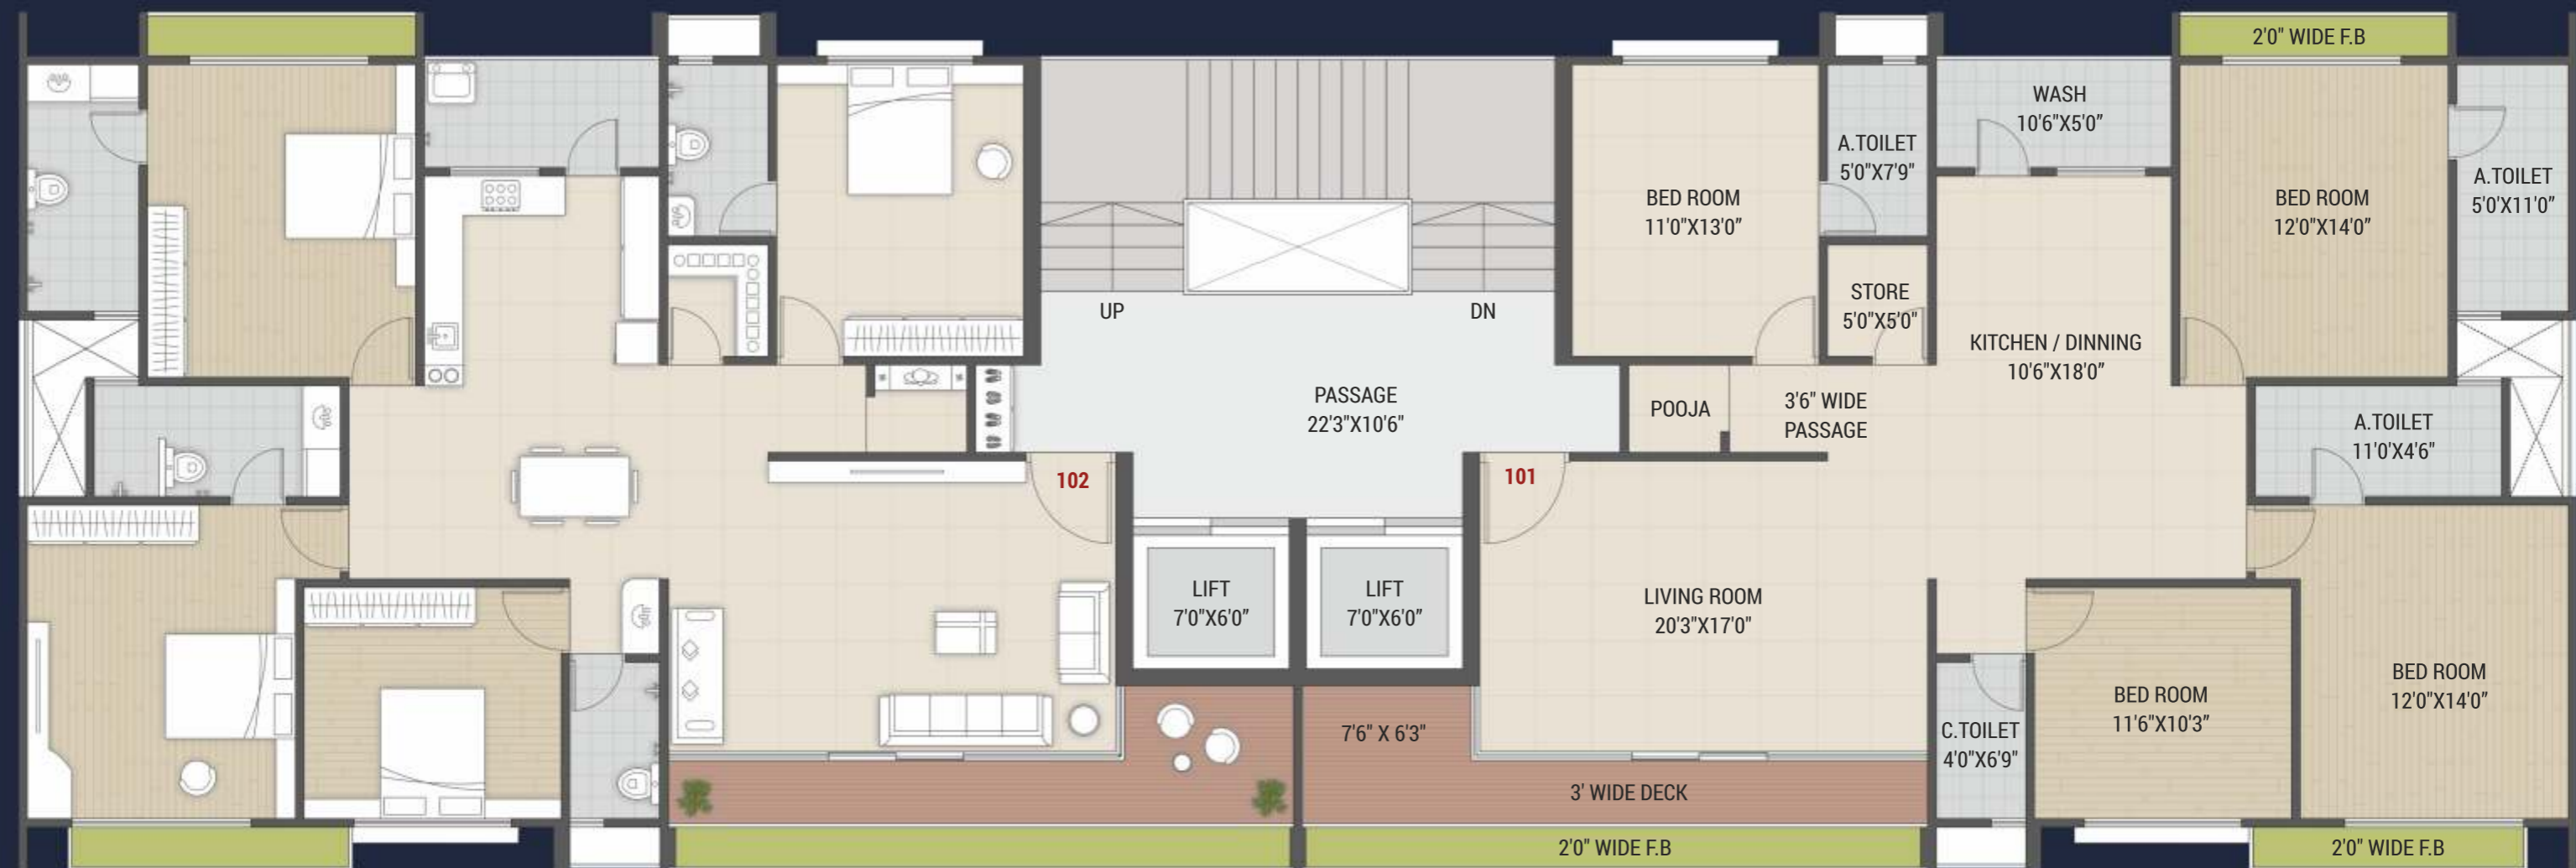 2'0" WIDE F.B
WASH
10'6"X5'0"
A.TOILET
5'0"X7'9"
BED ROOM
11'0"X13'0"
BED ROOM
12'0"X14'0"
A.TOILET
5'0'X11'0"
STORE
5'0"X5'0"
UP
DN
KITCHEN / DINNING
10'6"X18'0"
PASSAGE
22'3"X10'6"
POOJA
3'6" WIDE
PASSAGE
A.TOILET
11'0'X4'6"
102
101
LIFT
7'0"X6'0"
LIFT
7'0"X6'0"
LIVING ROOM
20'3"X17'0"
BED ROOM
12'0"X14'0"
BED ROOM
11'6"X10'3"
C.TOILET
4'0"X6'9"
7'6" X 6'3"
3' WIDE DECK
2'0" WIDE F.B
2'0" WIDE F.B